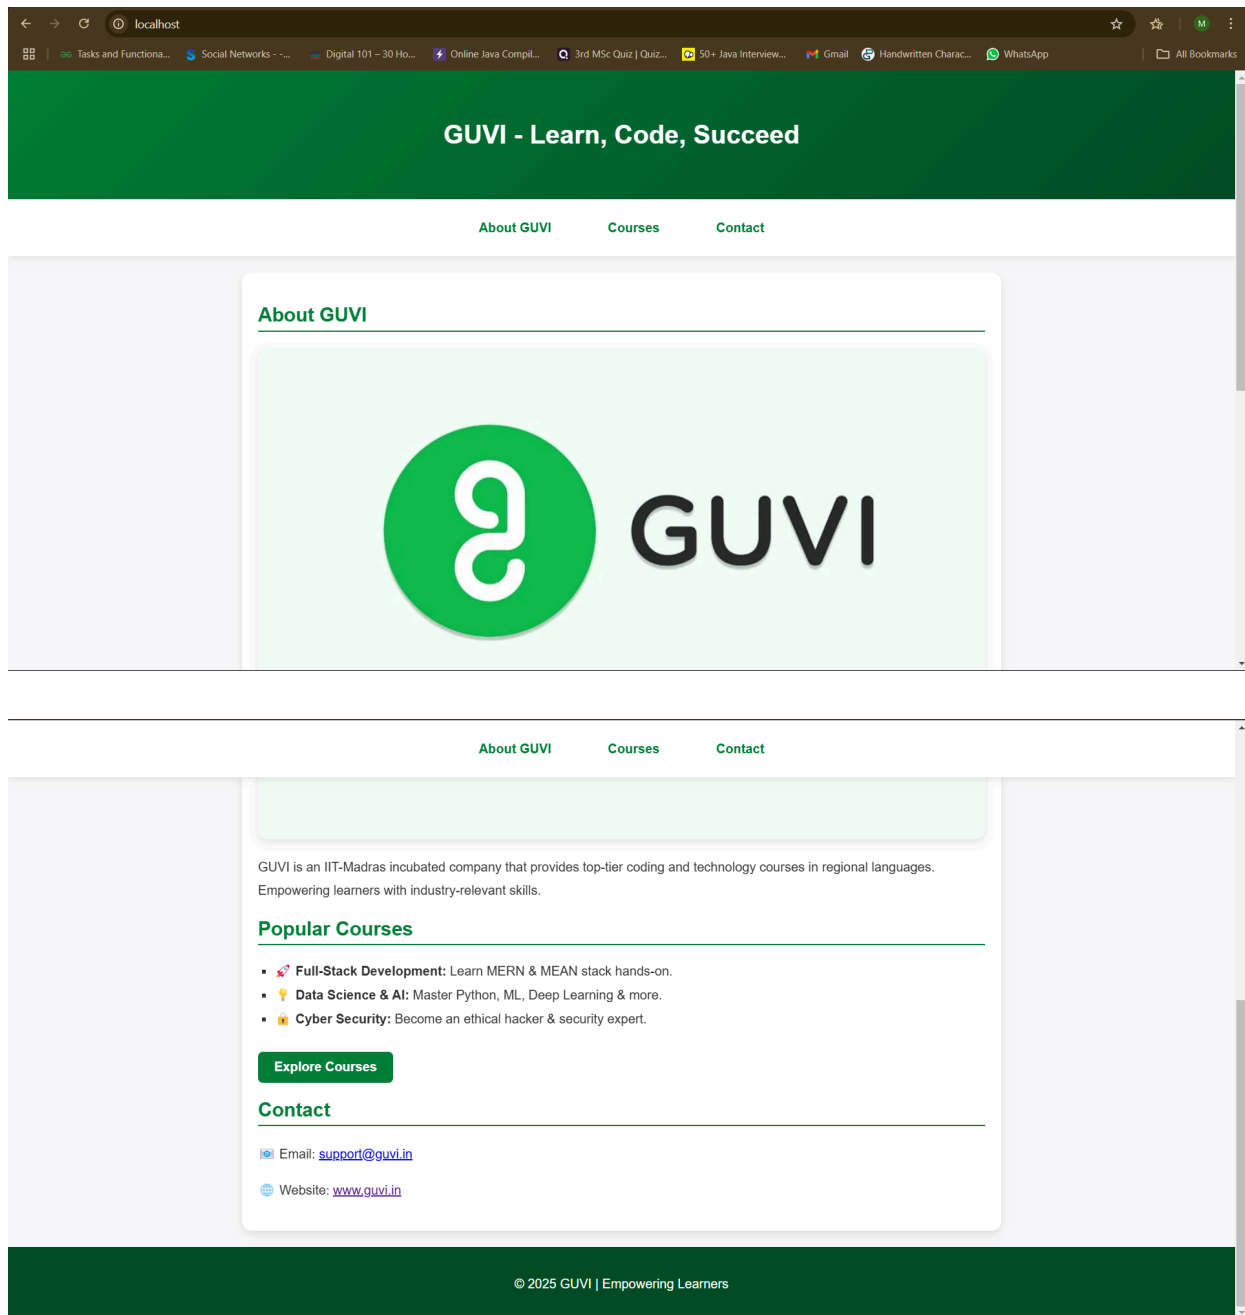 localhost
M
Tasks and Functiona...
Social Networks - -...
Digital 101 – 30 Ho...
Online Java Compil...
3rd MSc Quiz | Quiz...
50+ Java Interview...
Gmail
Handwritten Charac...
WhatsApp
All Bookmarks
GUVI - Learn, Code, Succeed
About GUVI Courses Contact
About GUVI
GUVI
About GUVI Courses Contact
GUVI is an IIT-Madras incubated company that provides top-tier coding and technology courses in regional languages.
Empowering learners with industry-relevant skills.
Popular Courses
▪ 🚀 Full-Stack Development: Learn MERN & MEAN stack hands-on.
▪ 💡 Data Science & AI: Master Python, ML, Deep Learning & more.
▪ 🔒 Cyber Security: Become an ethical hacker & security expert.
Explore Courses
Contact
📧 Email: support@guvi.in
🌐 Website: www.guvi.in
© 2025 GUVI | Empowering Learners